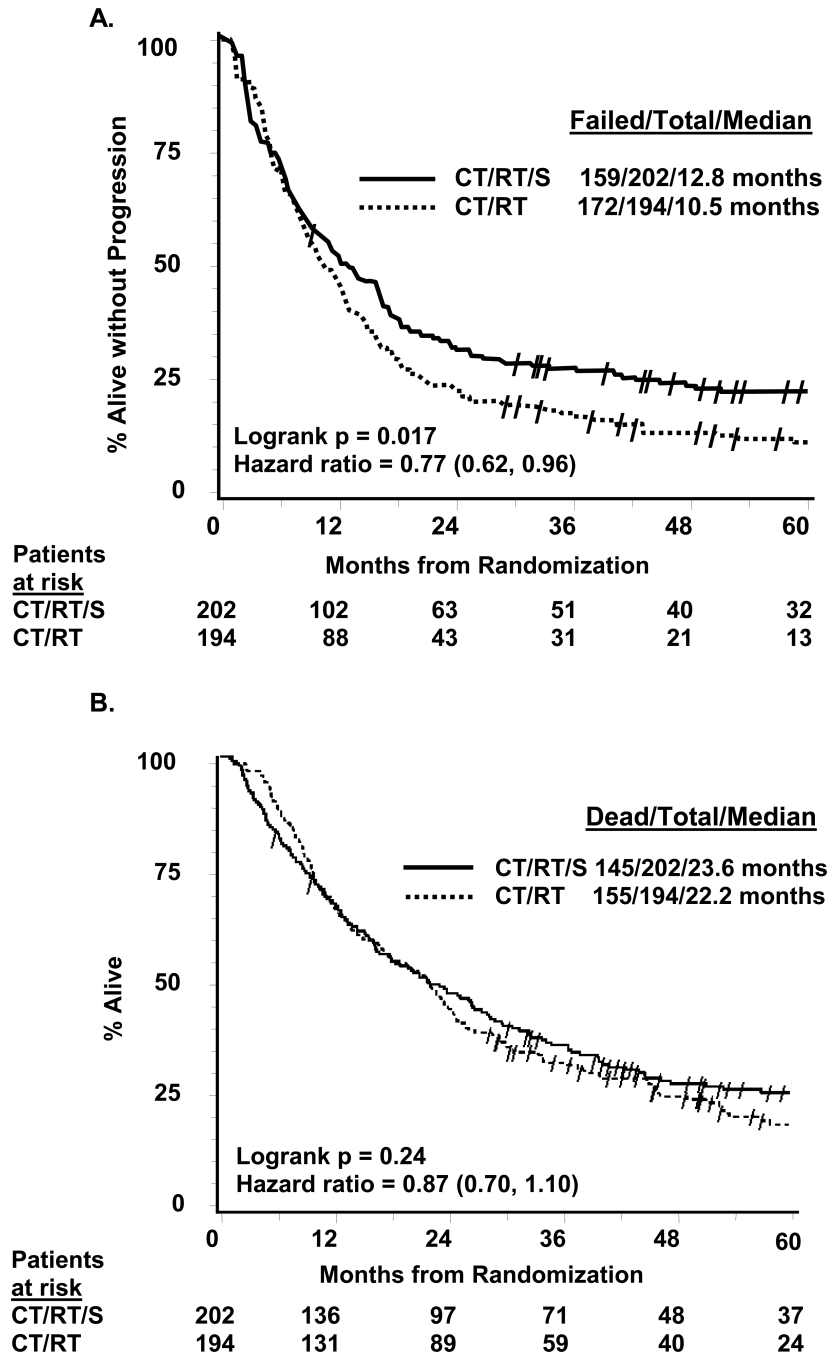 A.
100
75
50
25
0
% Alive without Progression
Failed/Total/Median
CT/RT/S 159/202/12.8 months
CT/RT 172/194/10.5 months
Logrank p = 0.017
Hazard ratio = 0.77 (0.62, 0.96)
0 12 24 36 48 60
Months from Randomization
Patients
at risk
CT/RT/S 202 102 63 51 40 32
CT/RT 194 88 43 31 21 13
B.
100
75
50
25
0
% Alive
Dead/Total/Median
CT/RT/S 145/202/23.6 months
CT/RT 155/194/22.2 months
Logrank p = 0.24
Hazard ratio = 0.87 (0.70, 1.10)
0 12 24 36 48 60
Months from Randomization
Patients
at risk
CT/RT/S 202 136 97 71 48 37
CT/RT 194 131 89 59 40 24